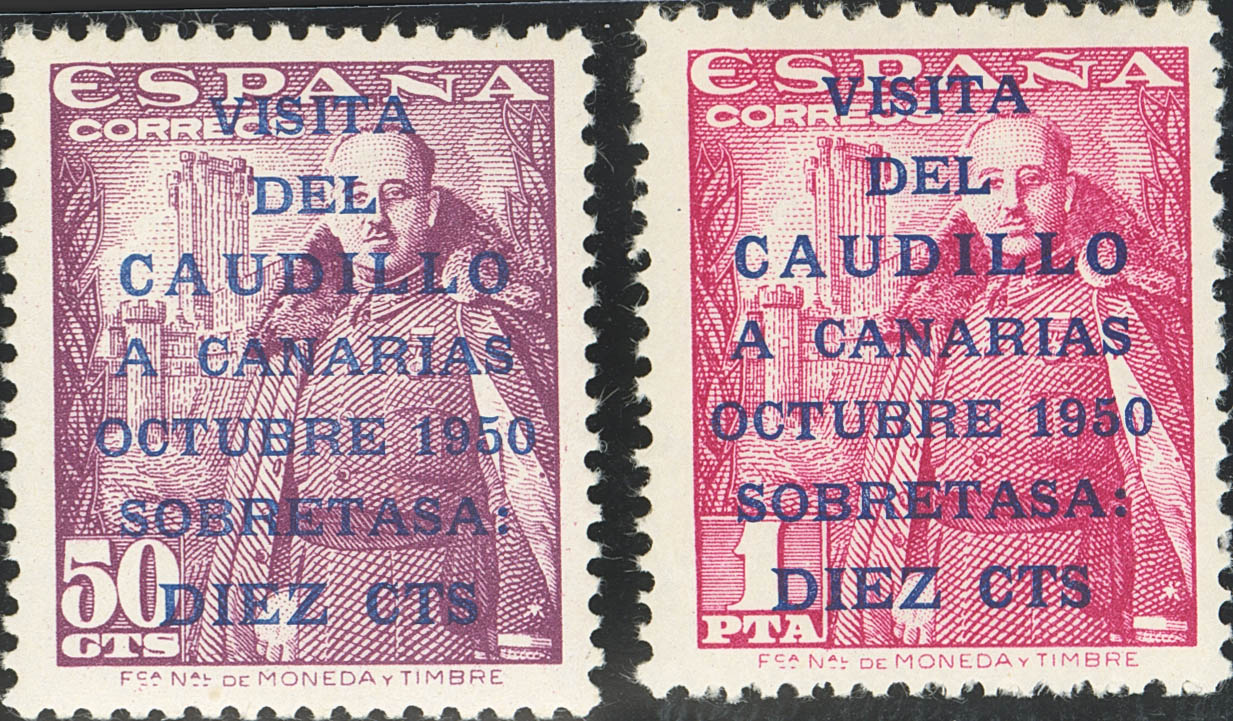 ESPAÑA
CORREOS
VISITA
DEL
CAUDILLO
A CANARIAS
OCTUBRE 1950
SOBRETASA:
DIEZ CTS
50
CTS
FCA NAL DE MONEDA Y TIMBRE
ESPAÑA
CORREOS
VISITA
DEL
CAUDILLO
A CANARIAS
OCTUBRE 1950
SOBRETASA:
DIEZ CTS
1
PTA
FCA NAL DE MONEDA Y TIMBRE